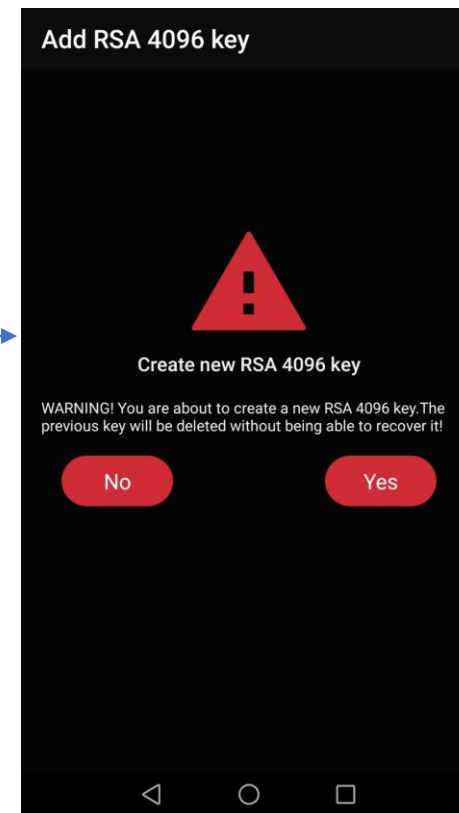 Add RSA 4096 key
Create new RSA 4096 key
WARNING! You are about to create a new RSA 4096 key.The
previous key will be deleted without being able to recover it!
No
Yes